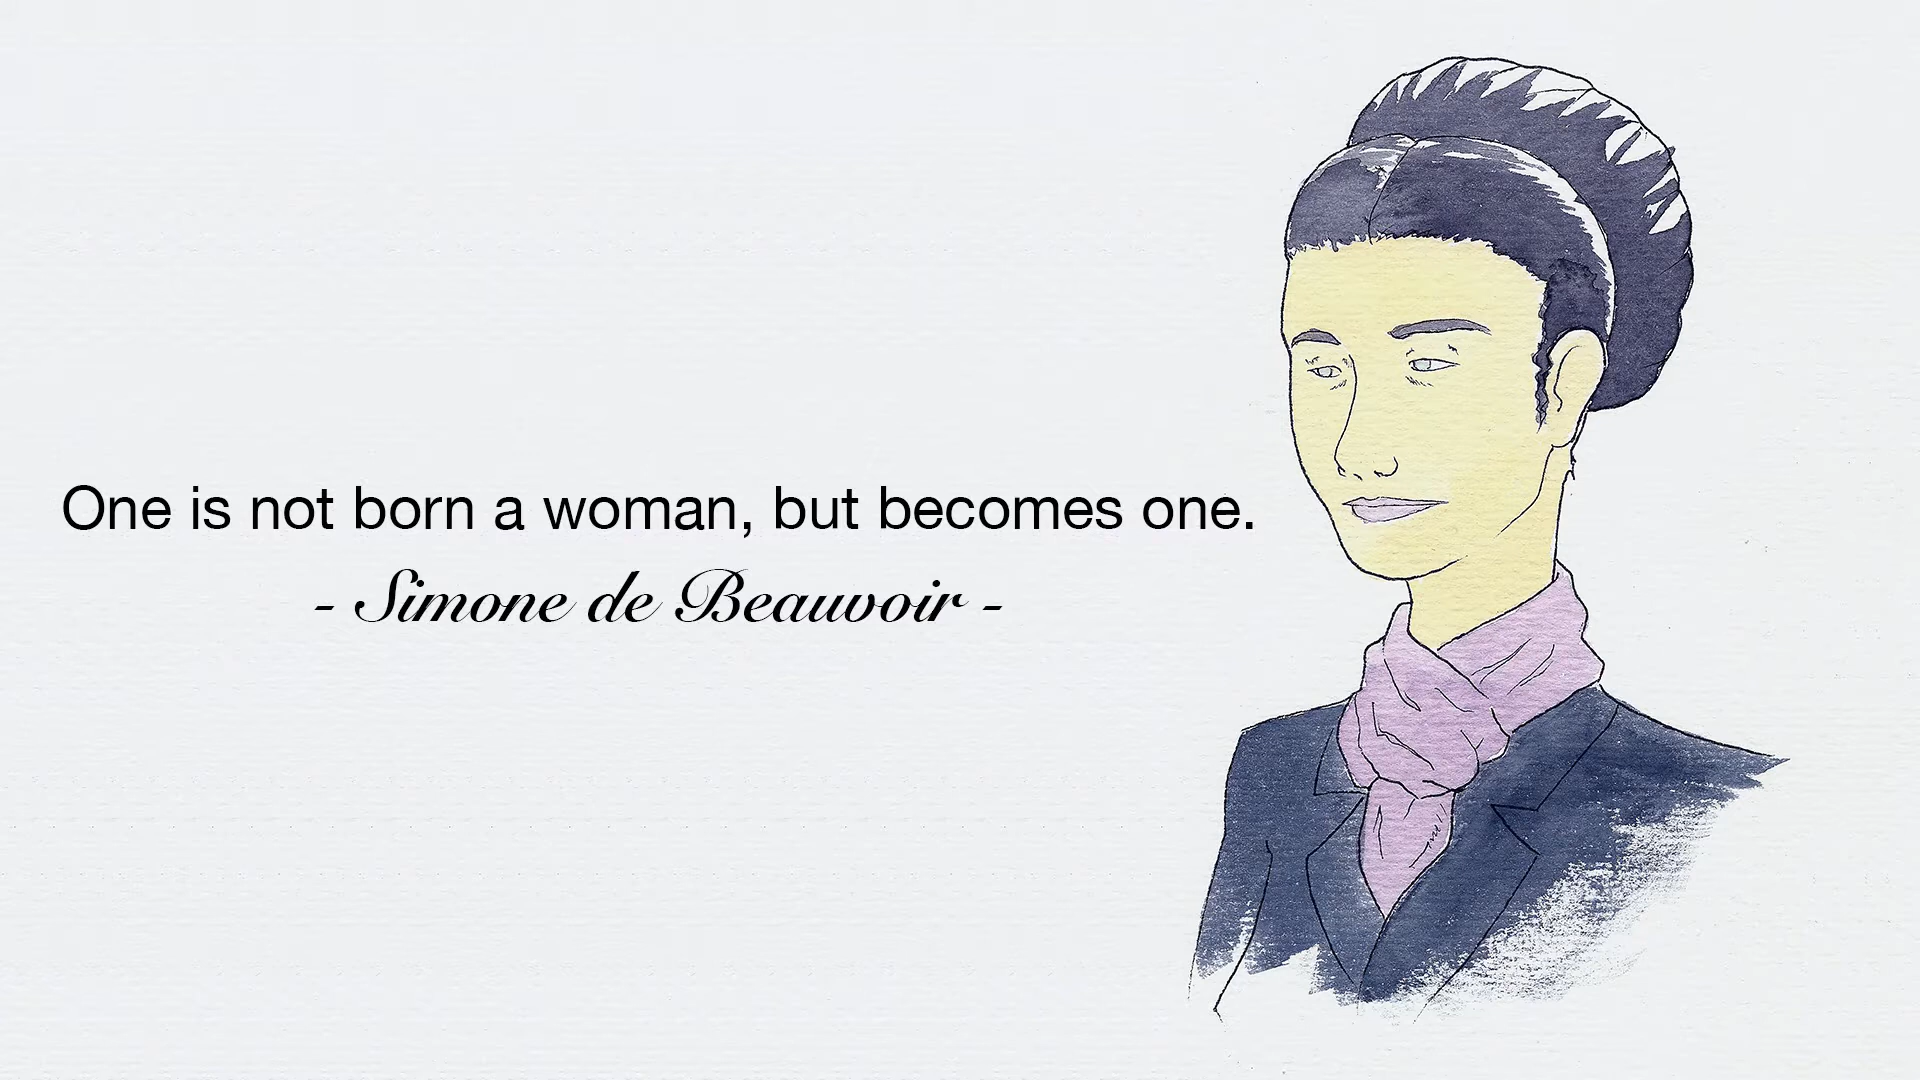 One is not born a woman, but becomes one.
- Simone de Beauvoir -